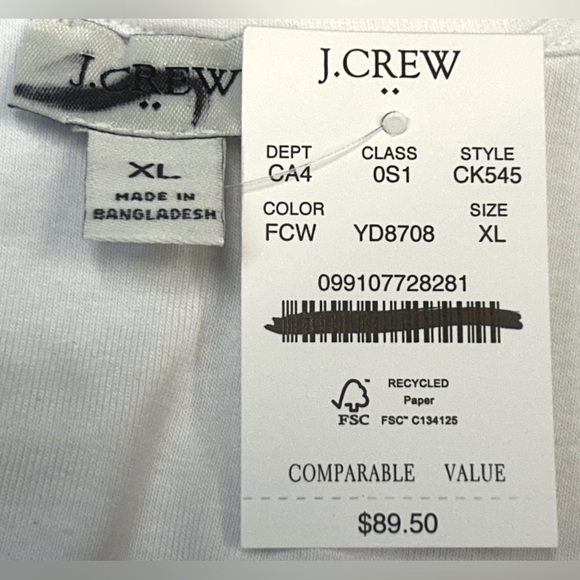 J.CREW
XL
MADE IN
BANGLADESH
J.CREW
DEPT CLASS STYLE
CA4 0S1 CK545
COLOR SIZE
FCW YD8708 XL
099107728281
RECYCLED
Paper
FSC™ FSC™ C134125
COMPARABLE VALUE
$89.50